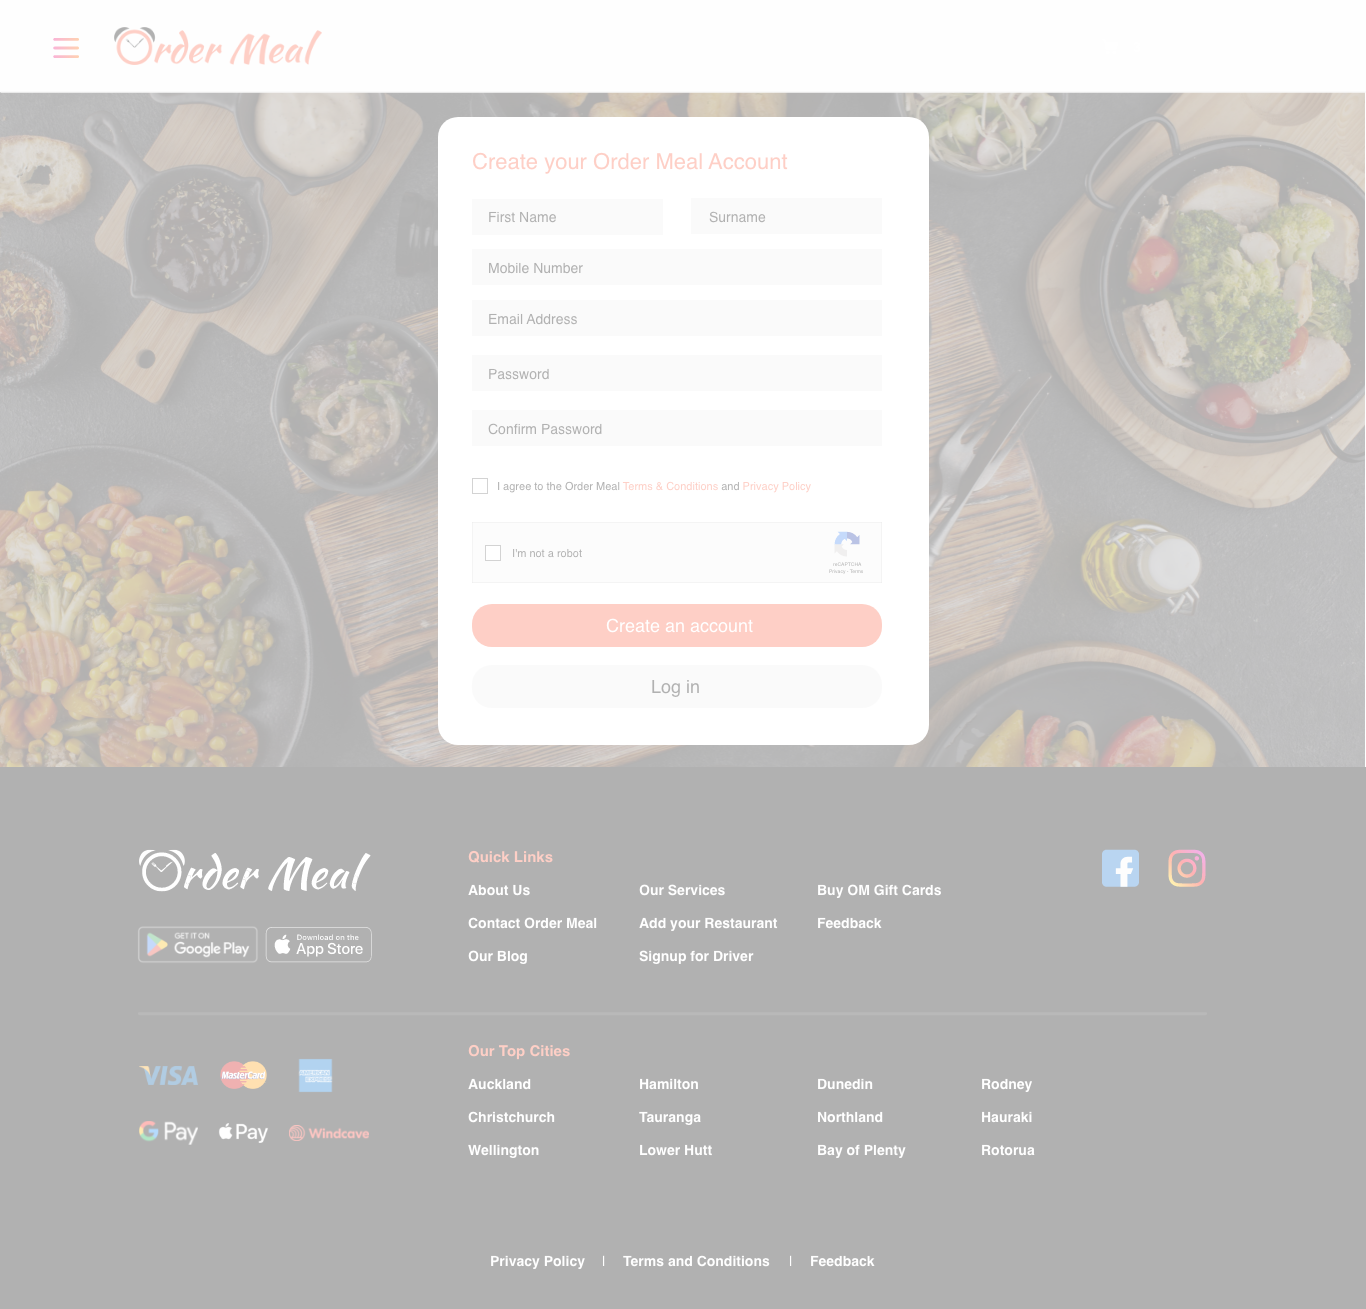 Order Meal
Create your Order Meal Account
First Name
Surname
Mobile Number
Email Address
Password
Confirm Password
I agree to the Order Meal Terms & Conditions and Privacy Policy
I'm not a robot
reCAPTCHA
Privacy - Terms
Create an account
Log in
Order Meal
GET IT ON
Google Play
Download on the
App Store
Quick Links
About Us
Our Services
Buy OM Gift Cards
Contact Order Meal
Add your Restaurant
Feedback
Our Blog
Signup for Driver
VISA
MasterCard
AMERICAN
EXPRESS
G Pay
Pay
Windcave
Our Top Cities
Auckland
Hamilton
Dunedin
Rodney
Christchurch
Tauranga
Northland
Hauraki
Wellington
Lower Hutt
Bay of Plenty
Rotorua
Privacy Policy | Terms and Conditions | Feedback